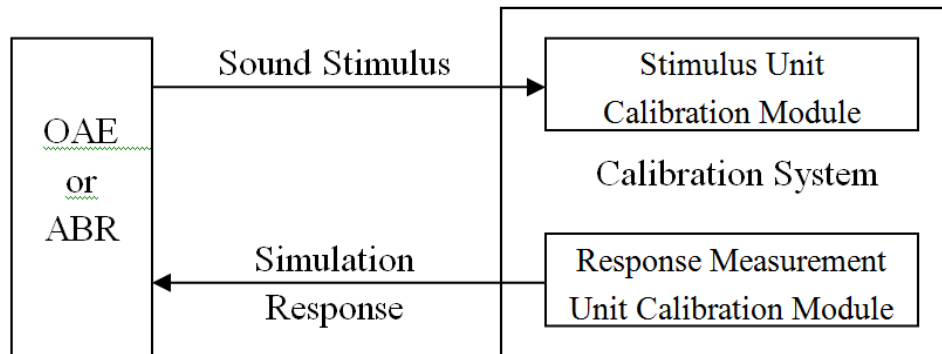 OAE
or
ABR
Sound Stimulus
Simulation
Response
Stimulus Unit
Calibration Module
Calibration System
Response Measurement
Unit Calibration Module